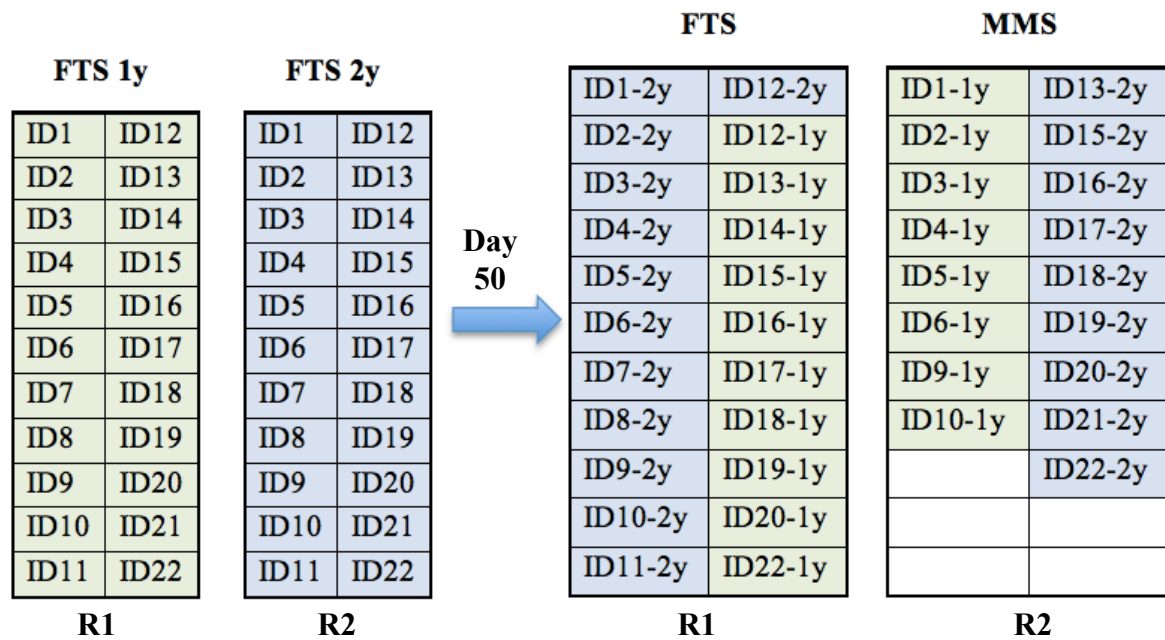 FTS MMS
FTS 1y FTS 2y
ID1 ID12 ID1 ID12 ID1-2y ID12-2y ID1-1y ID13-2y
ID2 ID13 ID2 ID13 ID2-2y ID12-1y ID2-1y ID15-2y
ID3 ID14 ID3 ID14 ID3-2y ID13-1y ID3-1y ID16-2y
ID4 ID15 ID4 ID15 ID4-2y ID14-1y ID4-1y ID17-2y
Day
50
ID5 ID16 ID5 ID16 ID5-2y ID15-1y ID5-1y ID18-2y
ID6 ID17 ID6 ID17 ID6-2y ID16-1y ID6-1y ID19-2y
ID7 ID18 ID7 ID18 ID7-2y ID17-1y ID9-1y ID20-2y
ID8 ID19 ID8 ID19 ID8-2y ID18-1y ID10-1y ID21-2y
ID9 ID20 ID9 ID20 ID9-2y ID19-1y ID22-2y
ID10 ID21 ID10 ID21 ID10-2y ID20-1y
ID11 ID22 ID11 ID22 ID11-2y ID22-1y
R1 R2 R1 R2